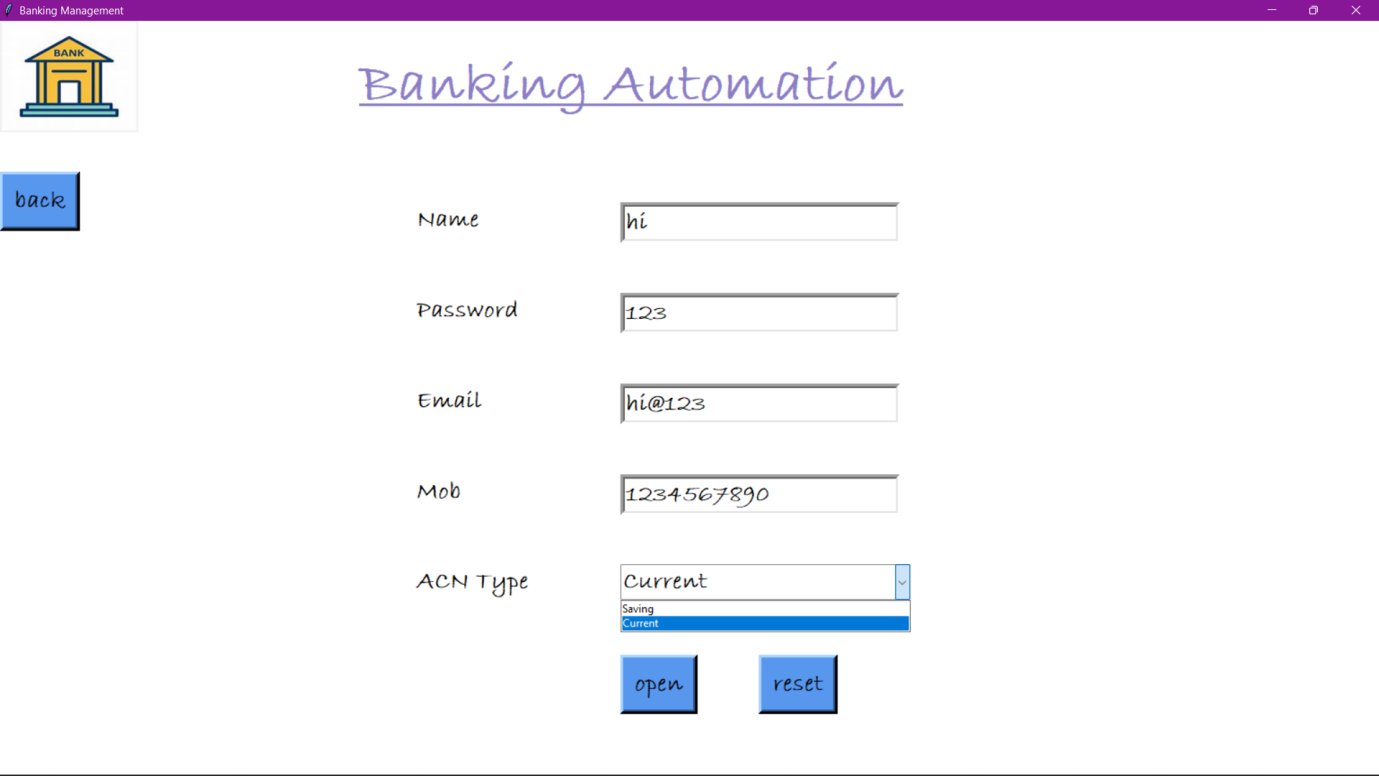 Banking Management
BANK
Banking Automation
back
Name hi
Password 123
Email hi@123
Mob 1234567890
ACN Type Current
Saving
Current
open reset